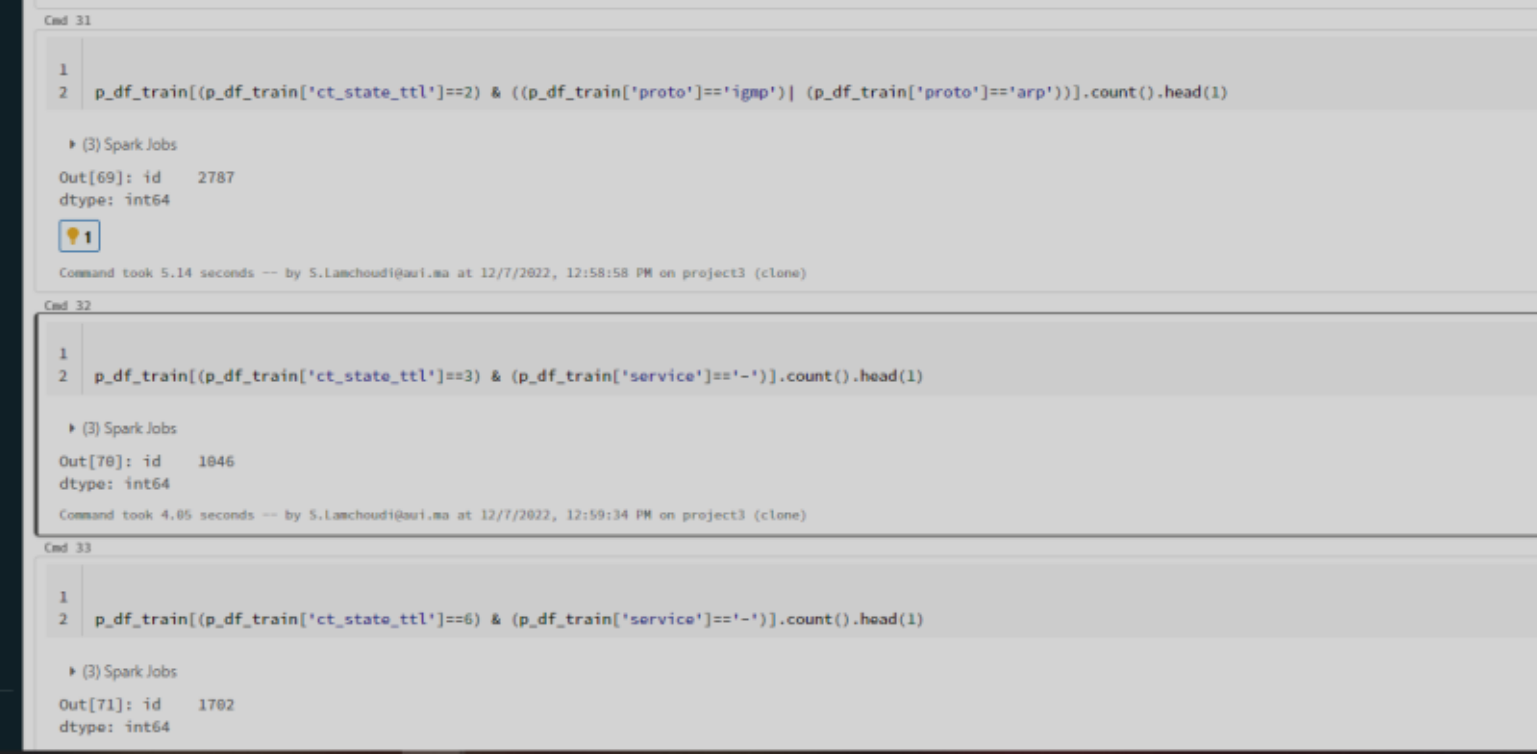 Cmd 31
1
2 p_df_train[(p_df_train['ct_state_ttl']==2) & ((p_df_train['proto']=='igmp')| (p_df_train['proto']=='arp'))].count().head(1)
(3) Spark Jobs
Out[69]: id 2787
dtype: int64
1
Command took 5.14 seconds -- by S.Lamchoudi@aui.ma at 12/7/2022, 12:58:58 PM on project3 (clone)
Cmd 32
1
2 p_df_train[(p_df_train['ct_state_ttl']==3) & (p_df_train['service']=='-')].count().head(1)
(3) Spark Jobs
Out[70]: id 1046
dtype: int64
Command took 4.05 seconds -- by S.Lamchoudi@aui.ma at 12/7/2022, 12:59:34 PM on project3 (clone)
Cmd 33
1
2 p_df_train[(p_df_train['ct_state_ttl']==6) & (p_df_train['service']=='-')].count().head(1)
(3) Spark Jobs
Out[71]: id 1702
dtype: int64